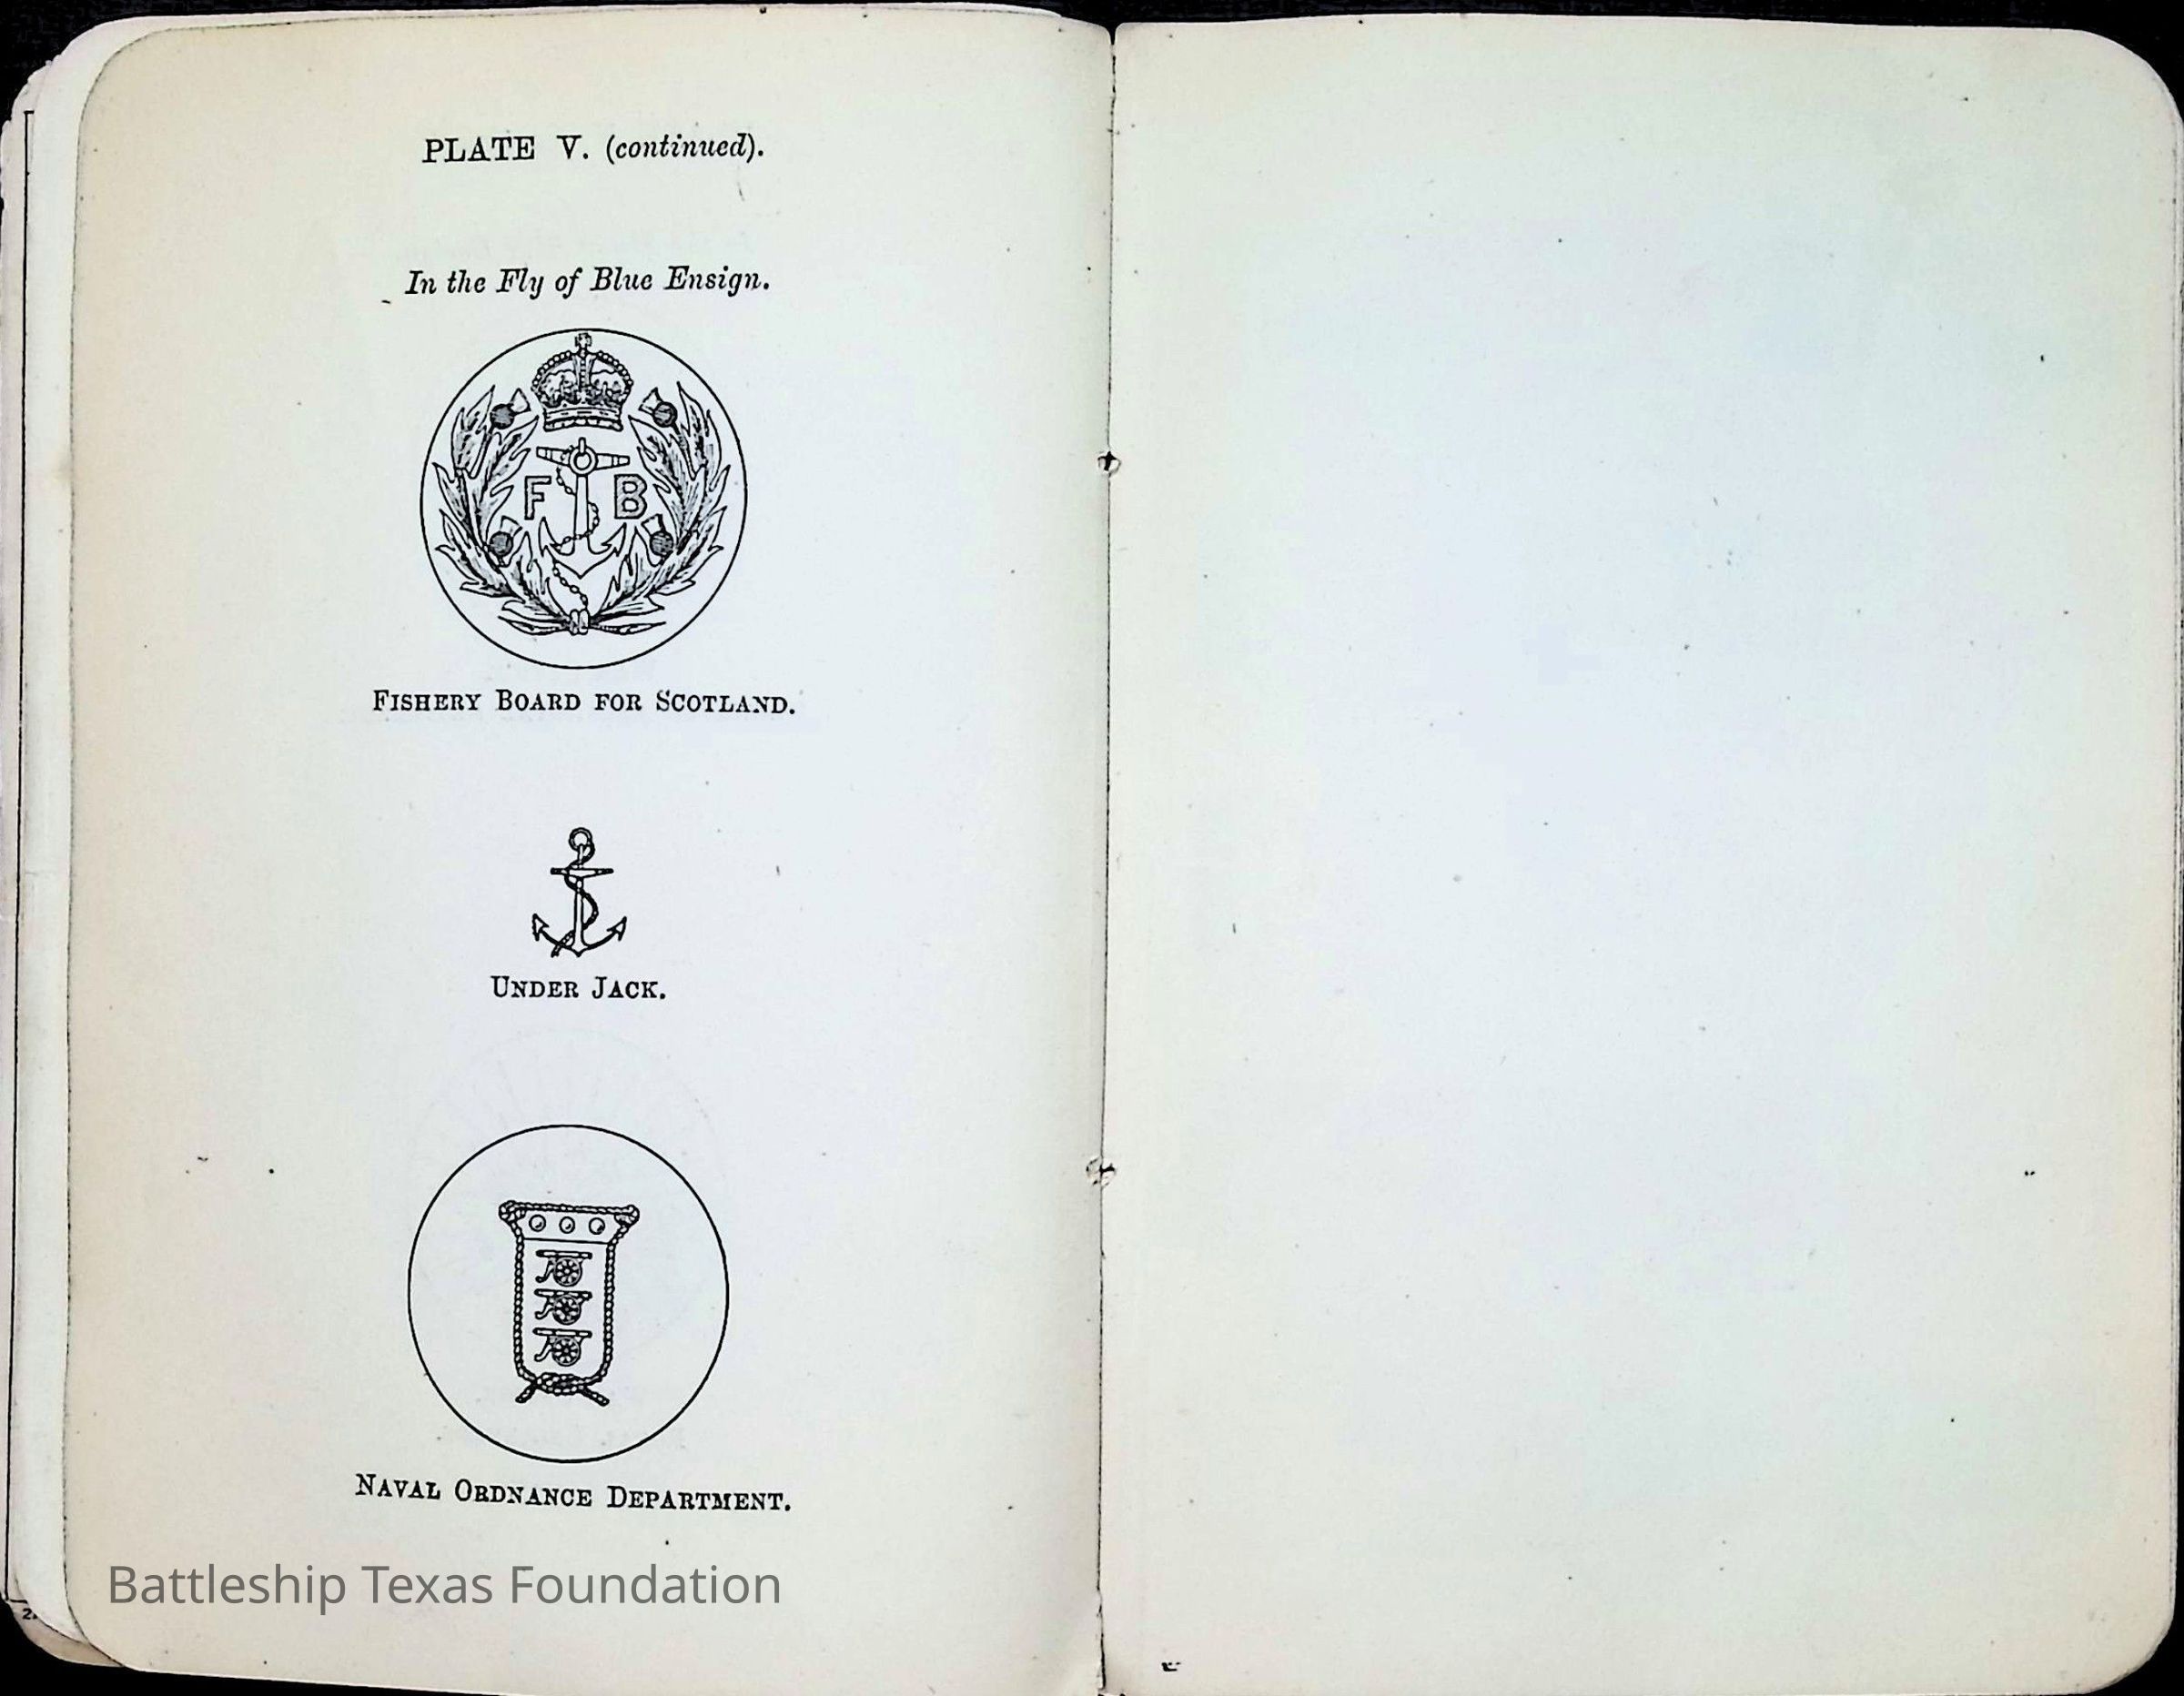 PLATE V. (continued).
In the Fly of Blue Ensign.
F B
FISHERY BOARD FOR SCOTLAND.
UNDER JACK.
NAVAL ORDNANCE DEPARTMENT.
Battleship Texas Foundation